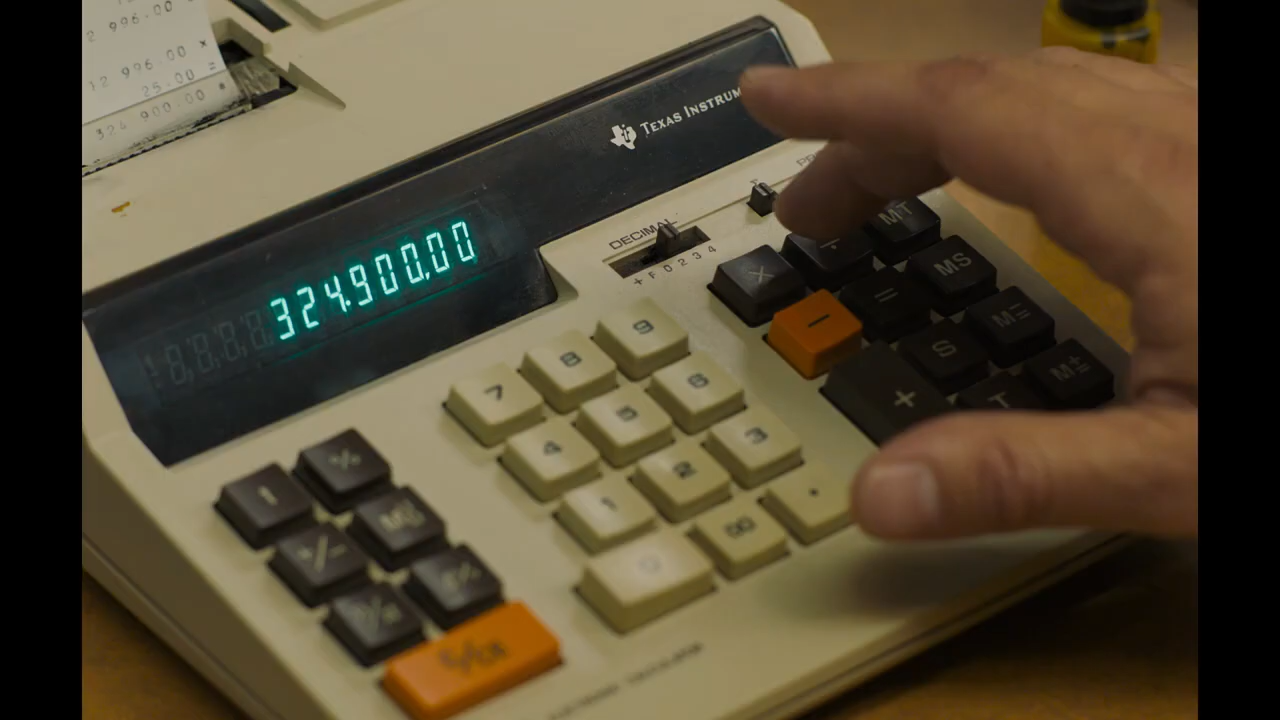 2 996.00
12 996.00 ×
25.00 =
324 900.00 *
TEXAS INSTRUM
DECIMAL
+ F 0 2 3 4
324,900.00
MT
÷
×
MS
=
−
M=
S
M±
+
T
9
8
7
6
5
4
3
2
1
.
00
0
%
+/−
C/CE